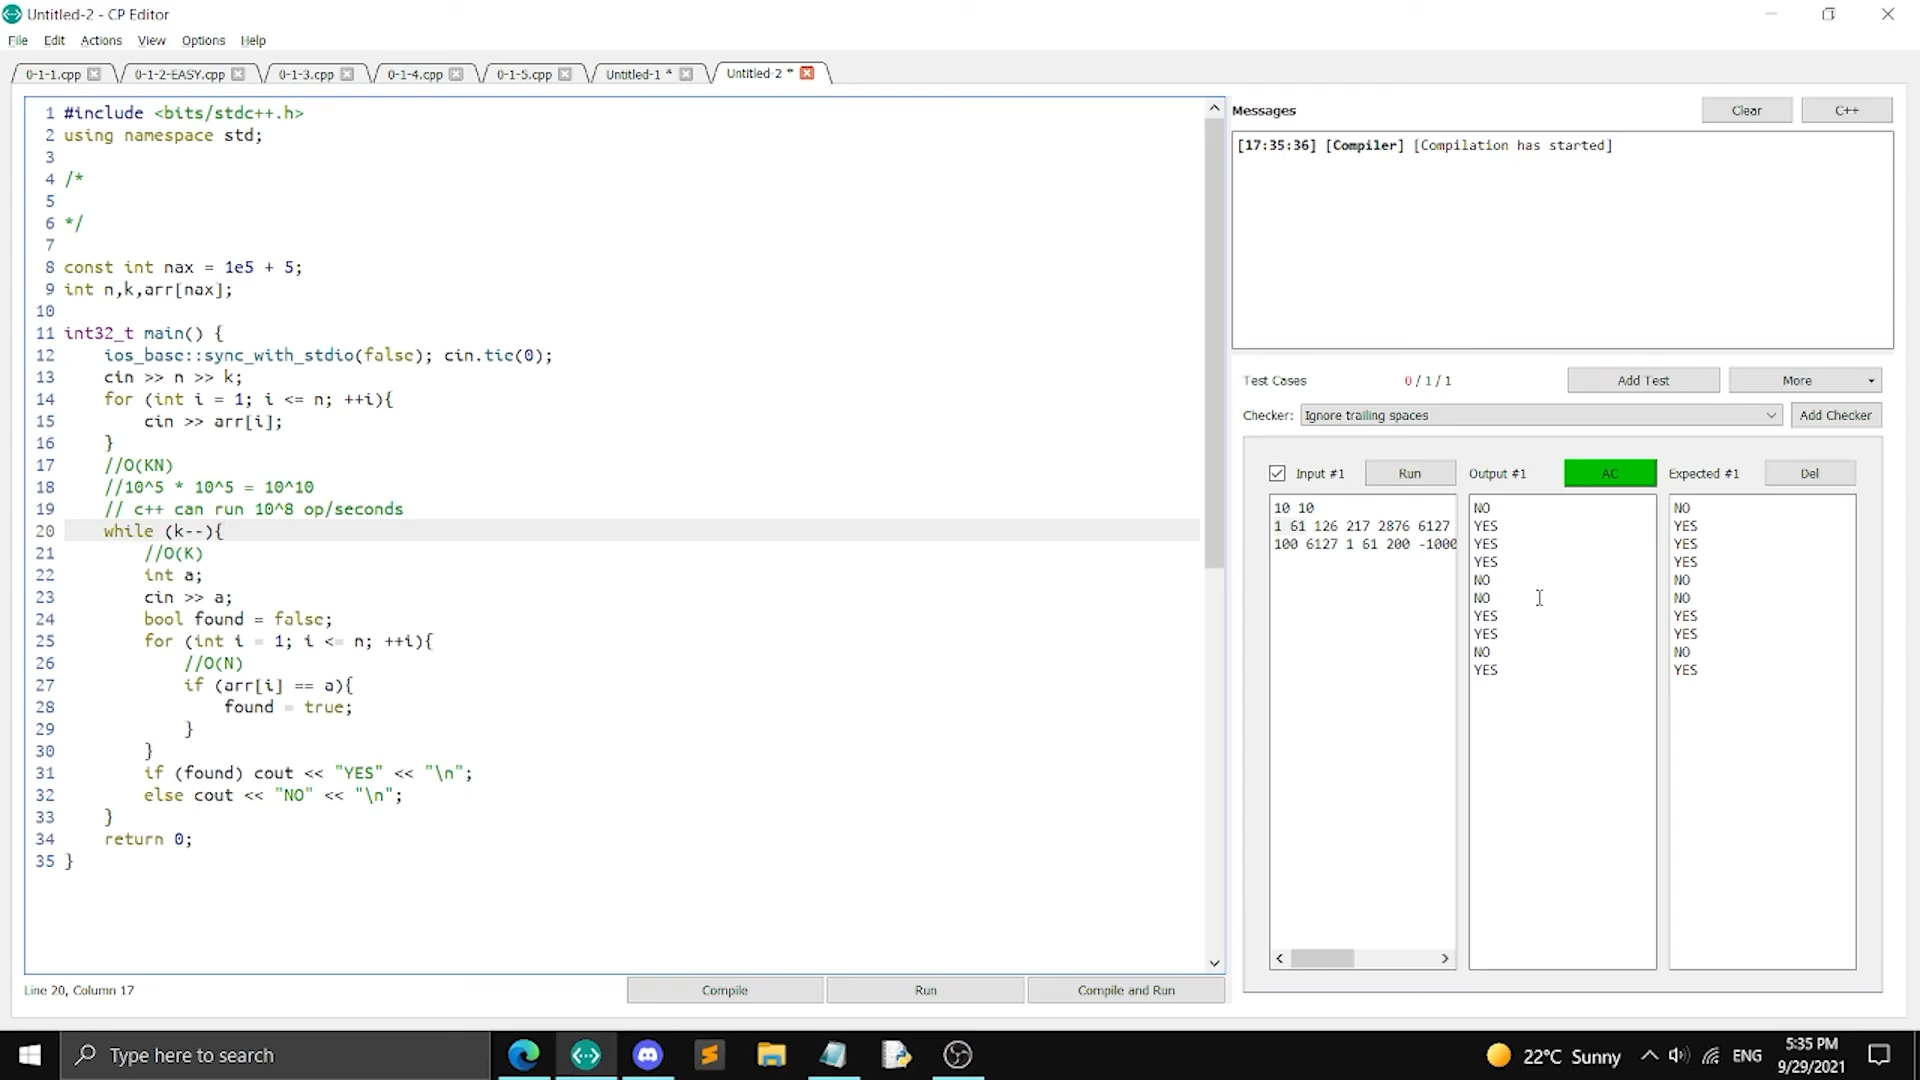 Untitled-2 - CP Editor
File Edit Actions View Options Help
0-1-1.cpp 0-1-2-EASY.cpp 0-1-3.cpp 0-1-4.cpp 0-1-5.cpp Untitled-1 * Untitled-2 *
1 #include <bits/stdc++.h>
2 using namespace std;
3
4 /*
5
6 */
7
8 const int nax = 1e5 + 5;
9 int n,k,arr[nax];
10
11 int32_t main() {
12 ios_base::sync_with_stdio(false); cin.tie(0);
13 cin >> n >> k;
14 for (int i = 1; i <= n; ++i){
15 cin >> arr[i];
16 }
17 //O(KN)
18 //10^5 * 10^5 = 10^10
19 // c++ can run 10^8 op/seconds
20 while (k--){
21 //O(K)
22 int a;
23 cin >> a;
24 bool found = false;
25 for (int i = 1; i <= n; ++i){
26 //O(N)
27 if (arr[i] == a){
28 found = true;
29 }
30 }
31 if (found) cout << "YES" << "\n";
32 else cout << "NO" << "\n";
33 }
34 return 0;
35 }
Line 20, Column 17
Compile Run Compile and Run
Messages Clear C++
[17:35:36] [Compiler] [Compilation has started]
Test Cases 0 / 1 / 1 Add Test More
Checker: Ignore trailing spaces Add Checker
Input #1 Run Output #1 AC Expected #1 Del
10 10
1 61 126 217 2876 6127
100 6127 1 61 200 -1000
NO
YES
YES
YES
NO
NO
YES
YES
NO
YES
NO
YES
YES
YES
NO
NO
YES
YES
NO
YES
Type here to search
22°C Sunny
ENG
5:35 PM
9/29/2021